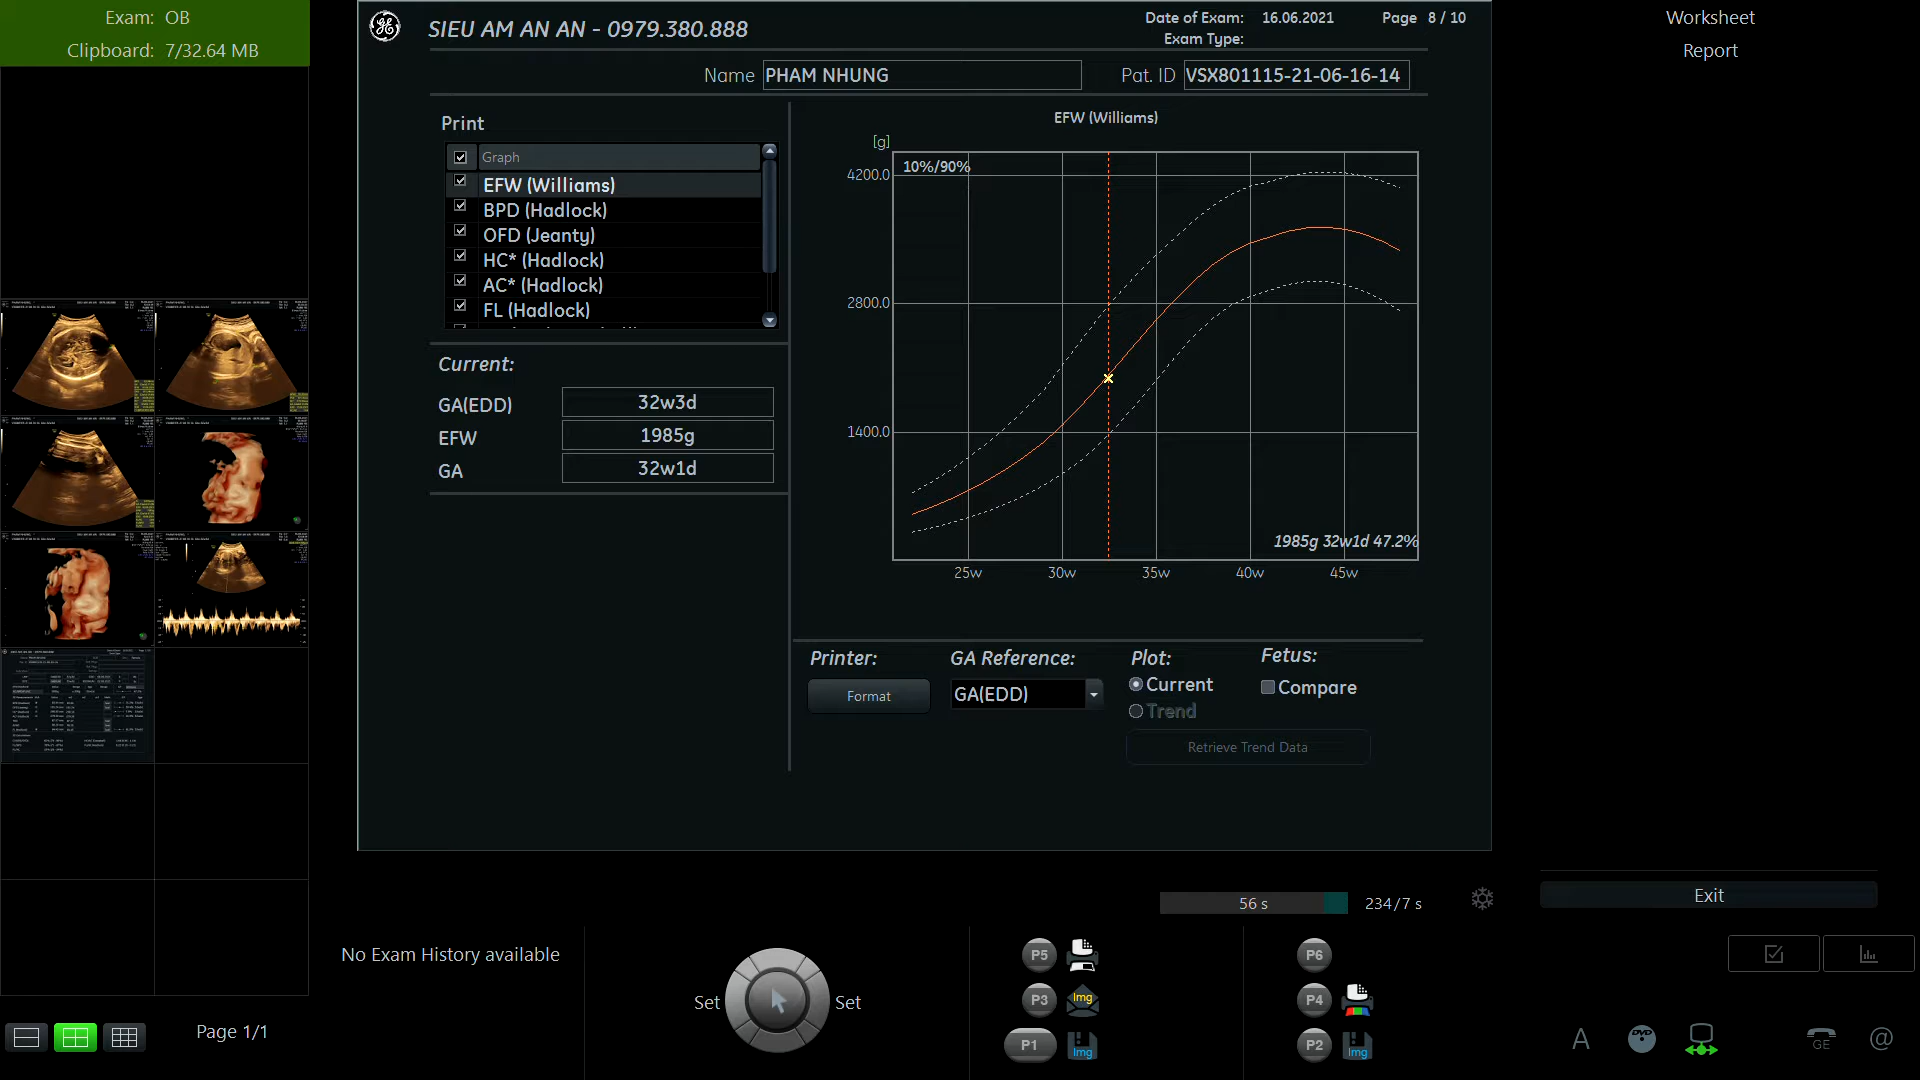 Exam: OB
Clipboard: 7/32.64 MB
SIEU AM AN AN - 0979.380.888
Date of Exam: 16.06.2021
Page 8 / 10
Exam Type:
Name PHAM NHUNG
Pat. ID VSX801115-21-06-16-14
Worksheet
Report
Print
Graph
EFW (Williams)
BPD (Hadlock)
OFD (Jeanty)
HC* (Hadlock)
AC* (Hadlock)
FL (Hadlock)
Current:
GA(EDD) 32w3d
EFW 1985g
GA 32w1d
EFW (Williams)
[g]
10%/90%
4200.0
2800.0
1400.0
1985g 32w1d 47.2%
25w 30w 35w 40w 45w
Printer:
Format
GA Reference:
GA(EDD)
Plot:
Current
Trend
Retrieve Trend Data
Fetus:
Compare
56 s
234/7 s
Exit
No Exam History available
Set Set
P5
P3 Img
P1 Img
P6
P4
P2 Img
Page 1/1
A DVD GE @